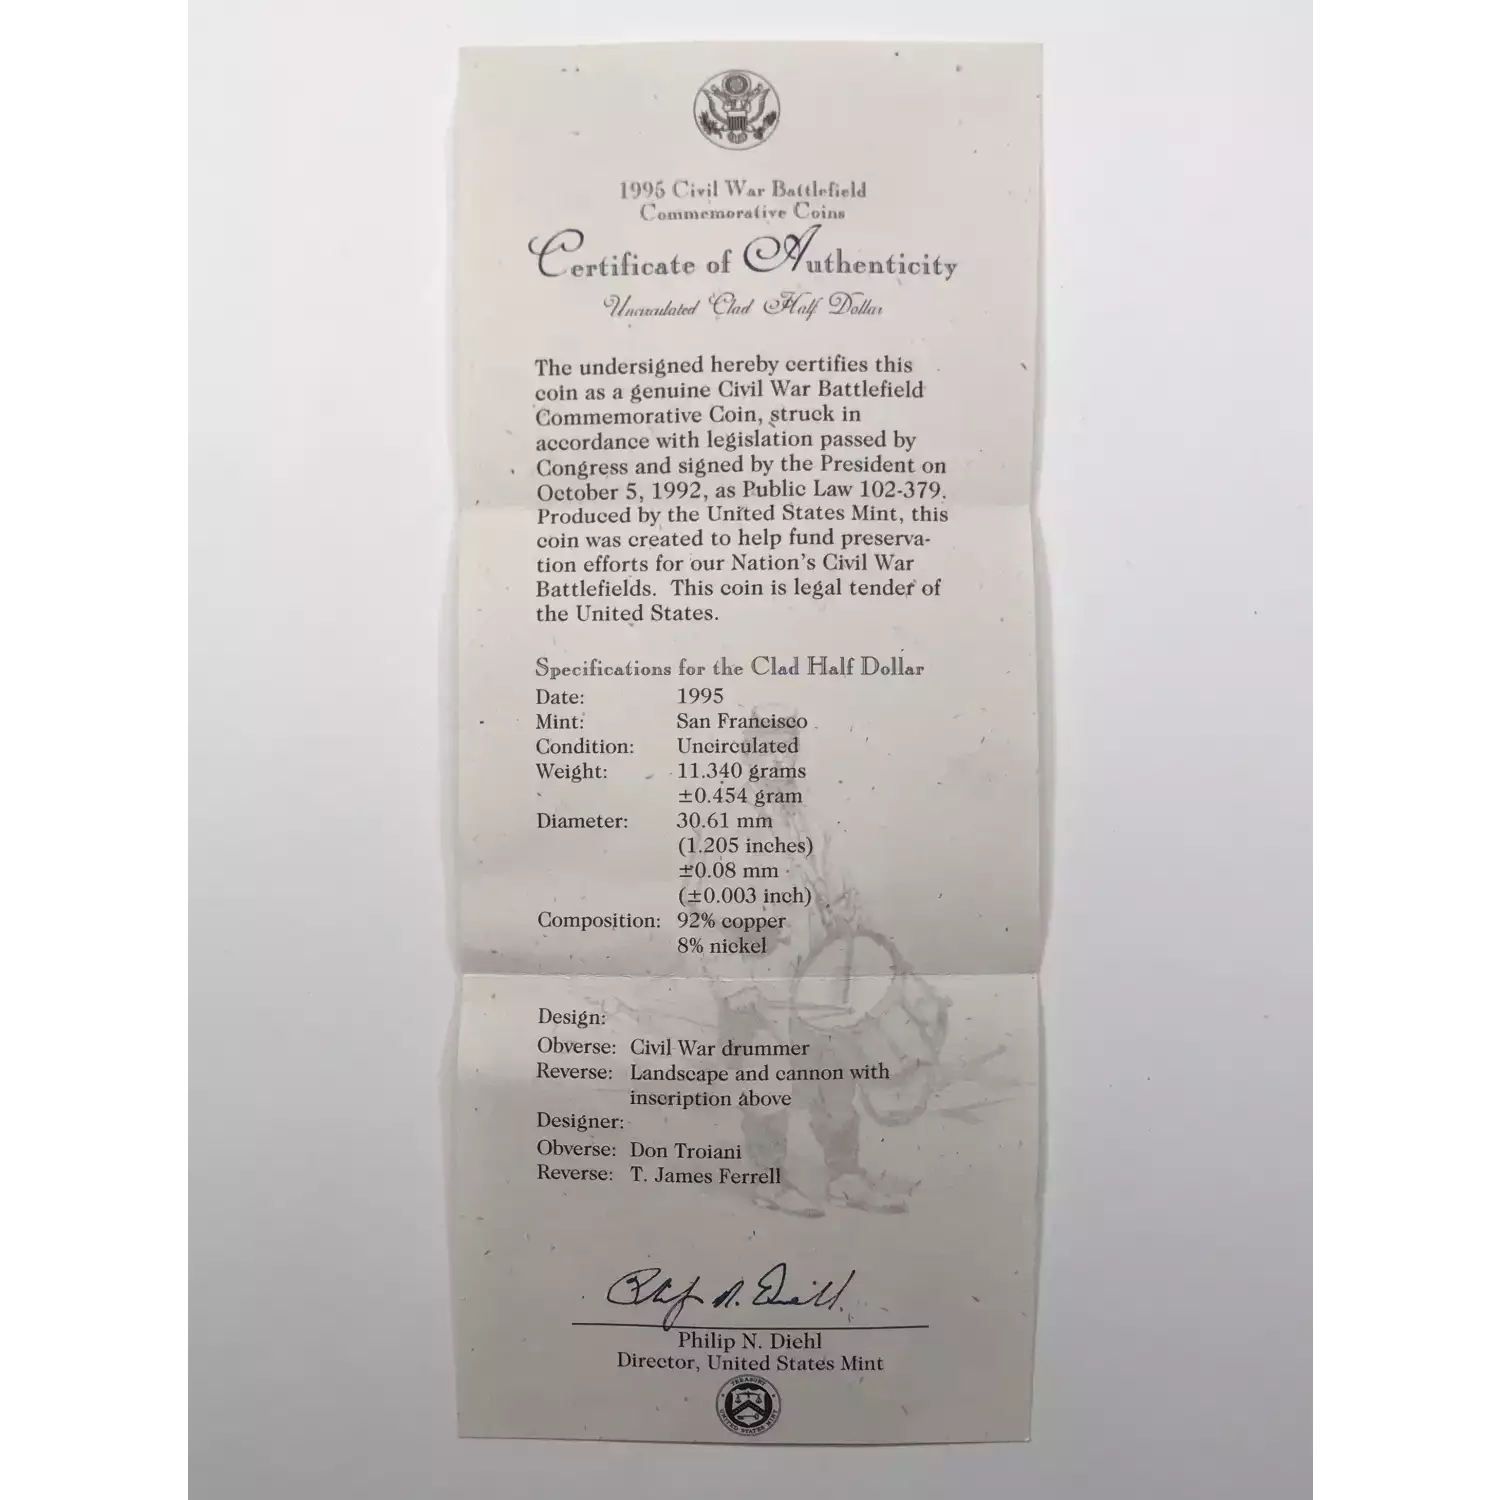 1995 Civil War Battlefield
Commemorative Coins
Certificate of Authenticity
Uncirculated Clad Half Dollar
The undersigned hereby certifies this
coin as a genuine Civil War Battlefield
Commemorative Coin, struck in
accordance with legislation passed by
Congress and signed by the President on
October 5, 1992, as Public Law 102-379.
Produced by the United States Mint, this
coin was created to help fund preserva-
tion efforts for our Nation's Civil War
Battlefields. This coin is legal tender of
the United States.
Specifications for the Clad Half Dollar
Date: 1995
Mint: San Francisco
Condition: Uncirculated
Weight: 11.340 grams
±0.454 gram
Diameter: 30.61 mm
(1.205 inches)
±0.08 mm
(±0.003 inch)
Composition: 92% copper
8% nickel
Design:
Obverse: Civil War drummer
Reverse: Landscape and cannon with
inscription above
Designer:
Obverse: Don Troiani
Reverse: T. James Ferrell
Philip N. Diehl
Philip N. Diehl
Director, United States Mint
TREASURY
UNITED STATES MINT